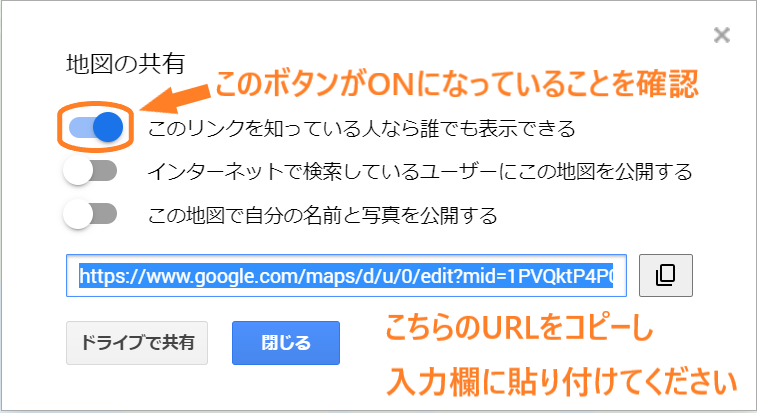 地図の共有
このボタンがONになっていることを確認
このリンクを知っている人なら誰でも表示できる
インターネットで検索しているユーザーにこの地図を公開する
この地図で自分の名前と写真を公開する
https://www.google.com/maps/d/u/0/edit?mid=1PVQktP4P
ドライブで共有
閉じる
こちらのURLをコピーし
入力欄に貼り付けてください